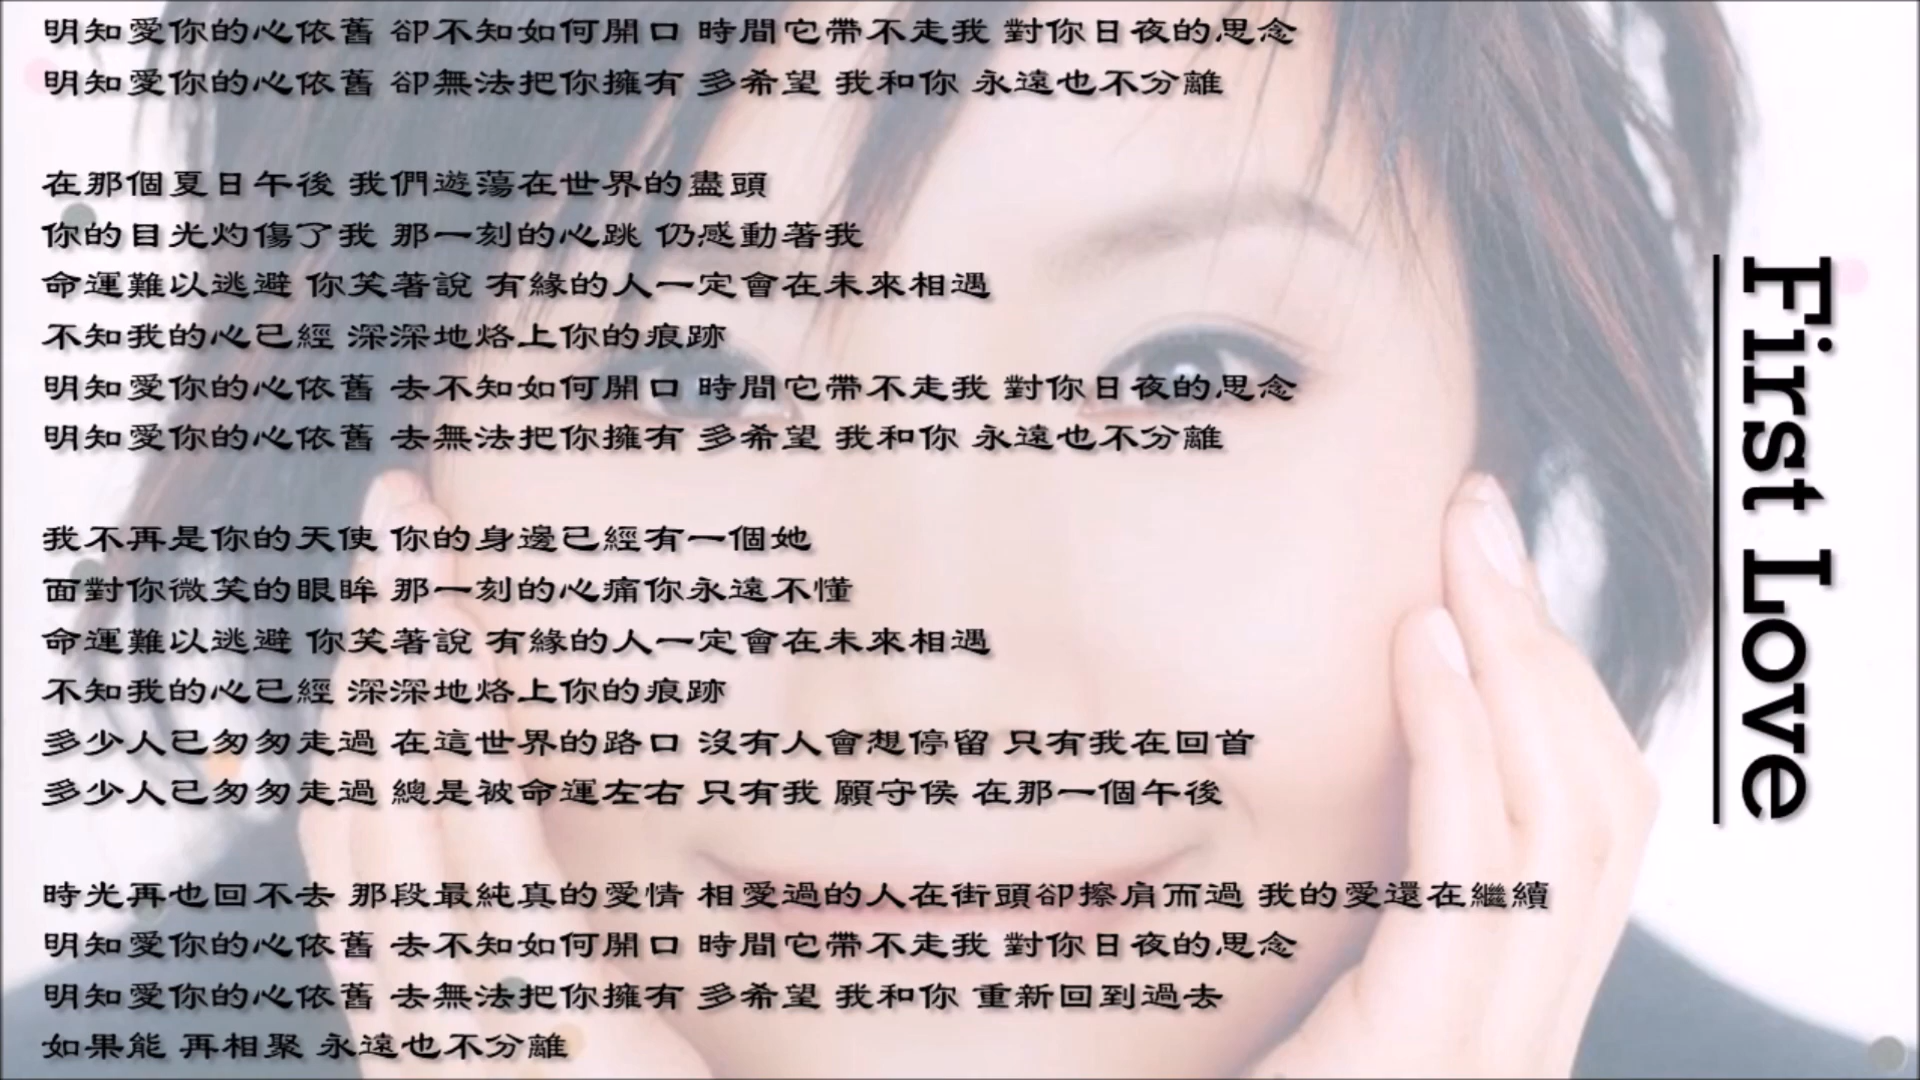 明知愛你的心依舊 卻不知如何開口 時間它帶不走我 對你日夜的思念
明知愛你的心依舊 卻無法把你擁有 多希望 我和你 永遠也不分離
在那個夏日午後 我們遊蕩在世界的盡頭
你的目光灼傷了我 那一刻的心跳 仍感動著我
命運難以逃避 你笑著說 有緣的人一定會在未來相遇
不知我的心已經 深深地烙上你的痕跡
明知愛你的心依舊 去不知如何開口 時間它帶不走我 對你日夜的思念
明知愛你的心依舊 去無法把你擁有 多希望 我和你 永遠也不分離
我不再是你的天使 你的身邊已經有一個她
面對你微笑的眼眸 那一刻的心痛你永遠不懂
命運難以逃避 你笑著說 有緣的人一定會在未來相遇
不知我的心已經 深深地烙上你的痕跡
多少人已匆匆走過 在這世界的路口 沒有人會想停留 只有我在回首
多少人已匆匆走過 總是被命運左右 只有我 願守侯 在那一個午後
時光再也回不去 那段最純真的愛情 相愛過的人在街頭卻擦肩而過 我的愛還在繼續
明知愛你的心依舊 去不知如何開口 時間它帶不走我 對你日夜的思念
明知愛你的心依舊 去無法把你擁有 多希望 我和你 重新回到過去
如果能 再相聚 永遠也不分離
First Love